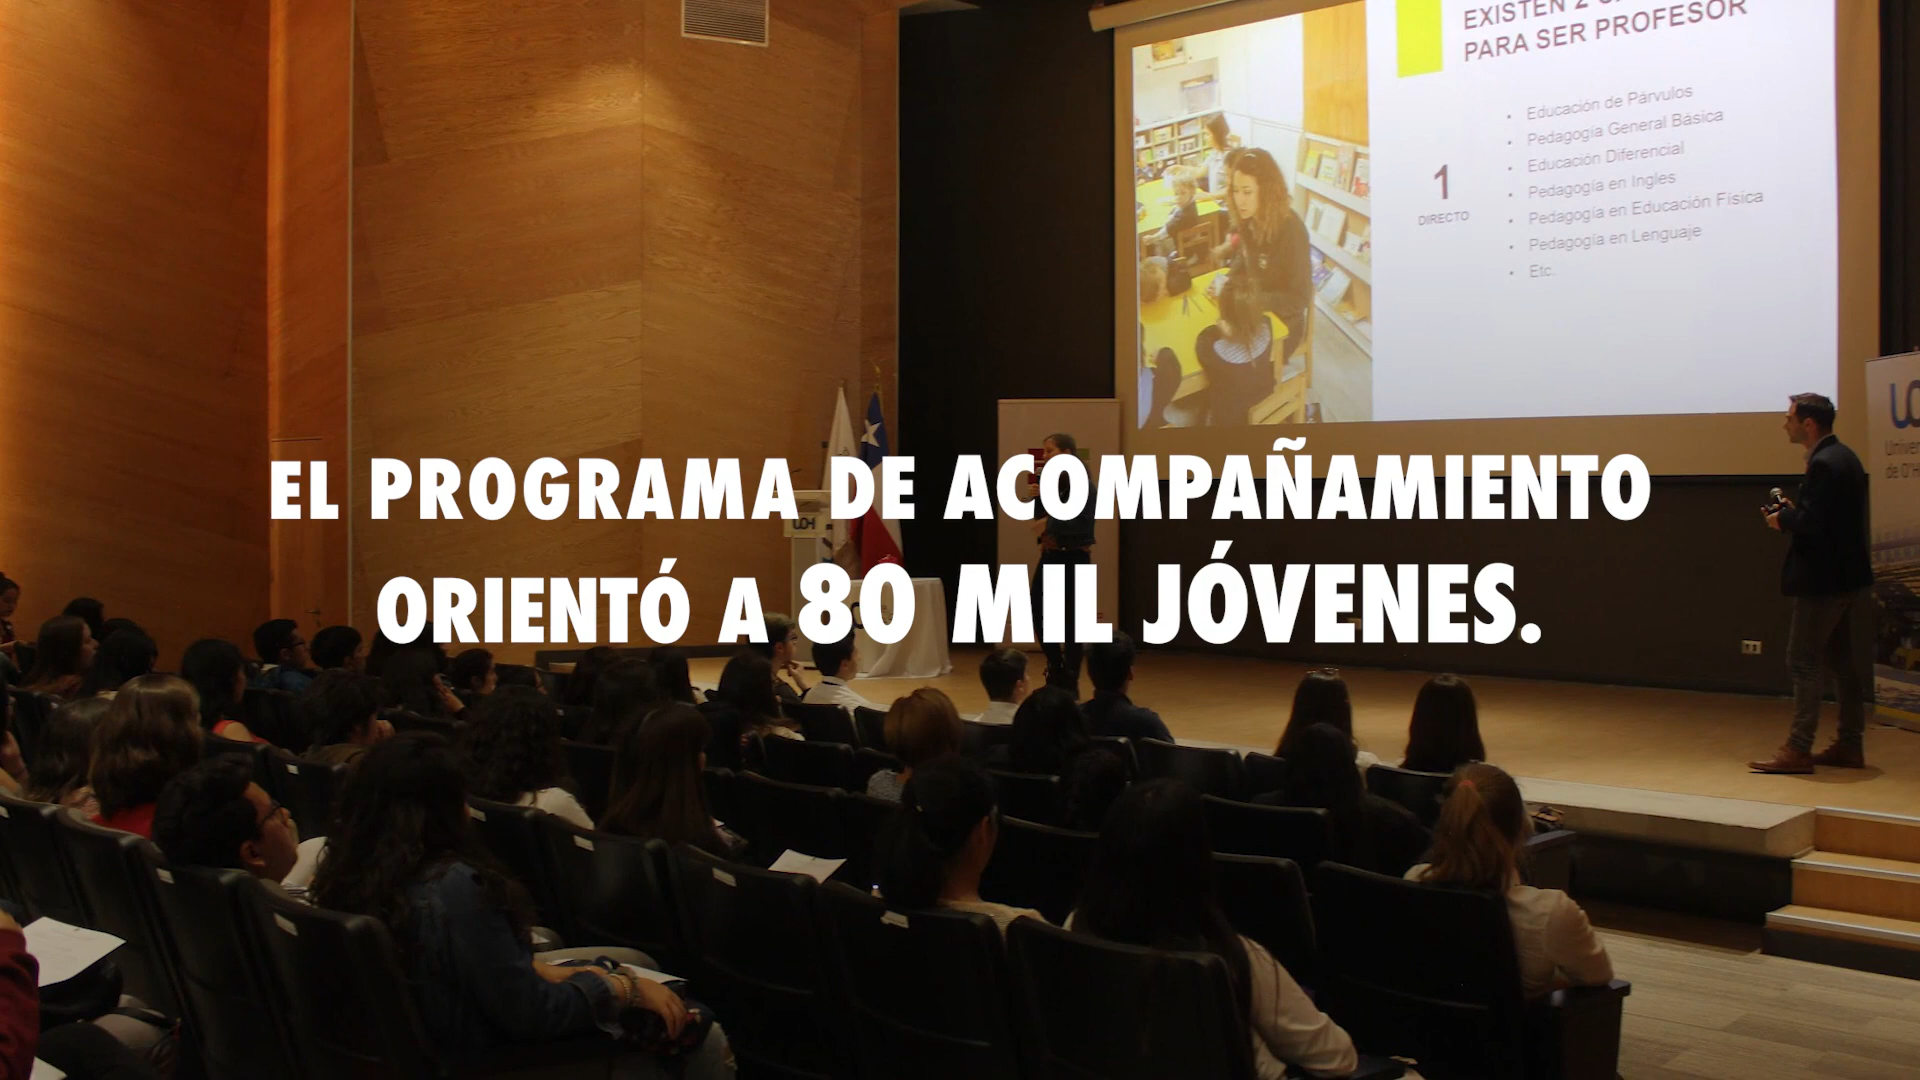 EXISTEN 2
PARA SER PROFESOR
• Educación de Párvulos
• Pedagogía General Básica
• Educación Diferencial
• Pedagogía en Ingles
• Pedagogía en Educación Física
• Pedagogía en Lenguaje
• Etc.
1
DIRECTO
EL PROGRAMA DE ACOMPAÑAMIENTO
ORIENTÓ A 80 MIL JÓVENES.
UOH